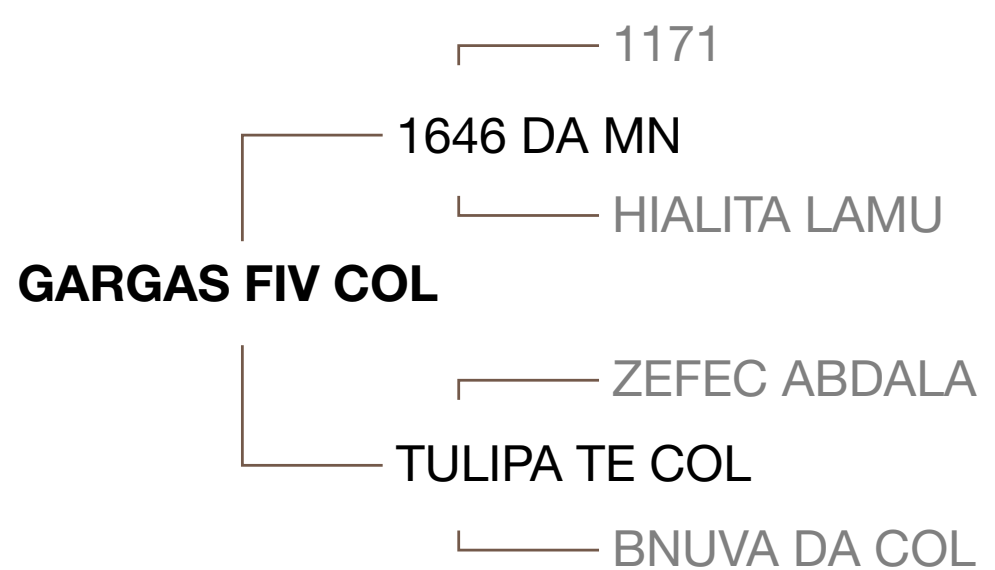 1171
1646 DA MN
HIALITA LAMU
GARGAS FIV COL
ZEFEC ABDALA
TULIPA TE COL
BNUVA DA COL